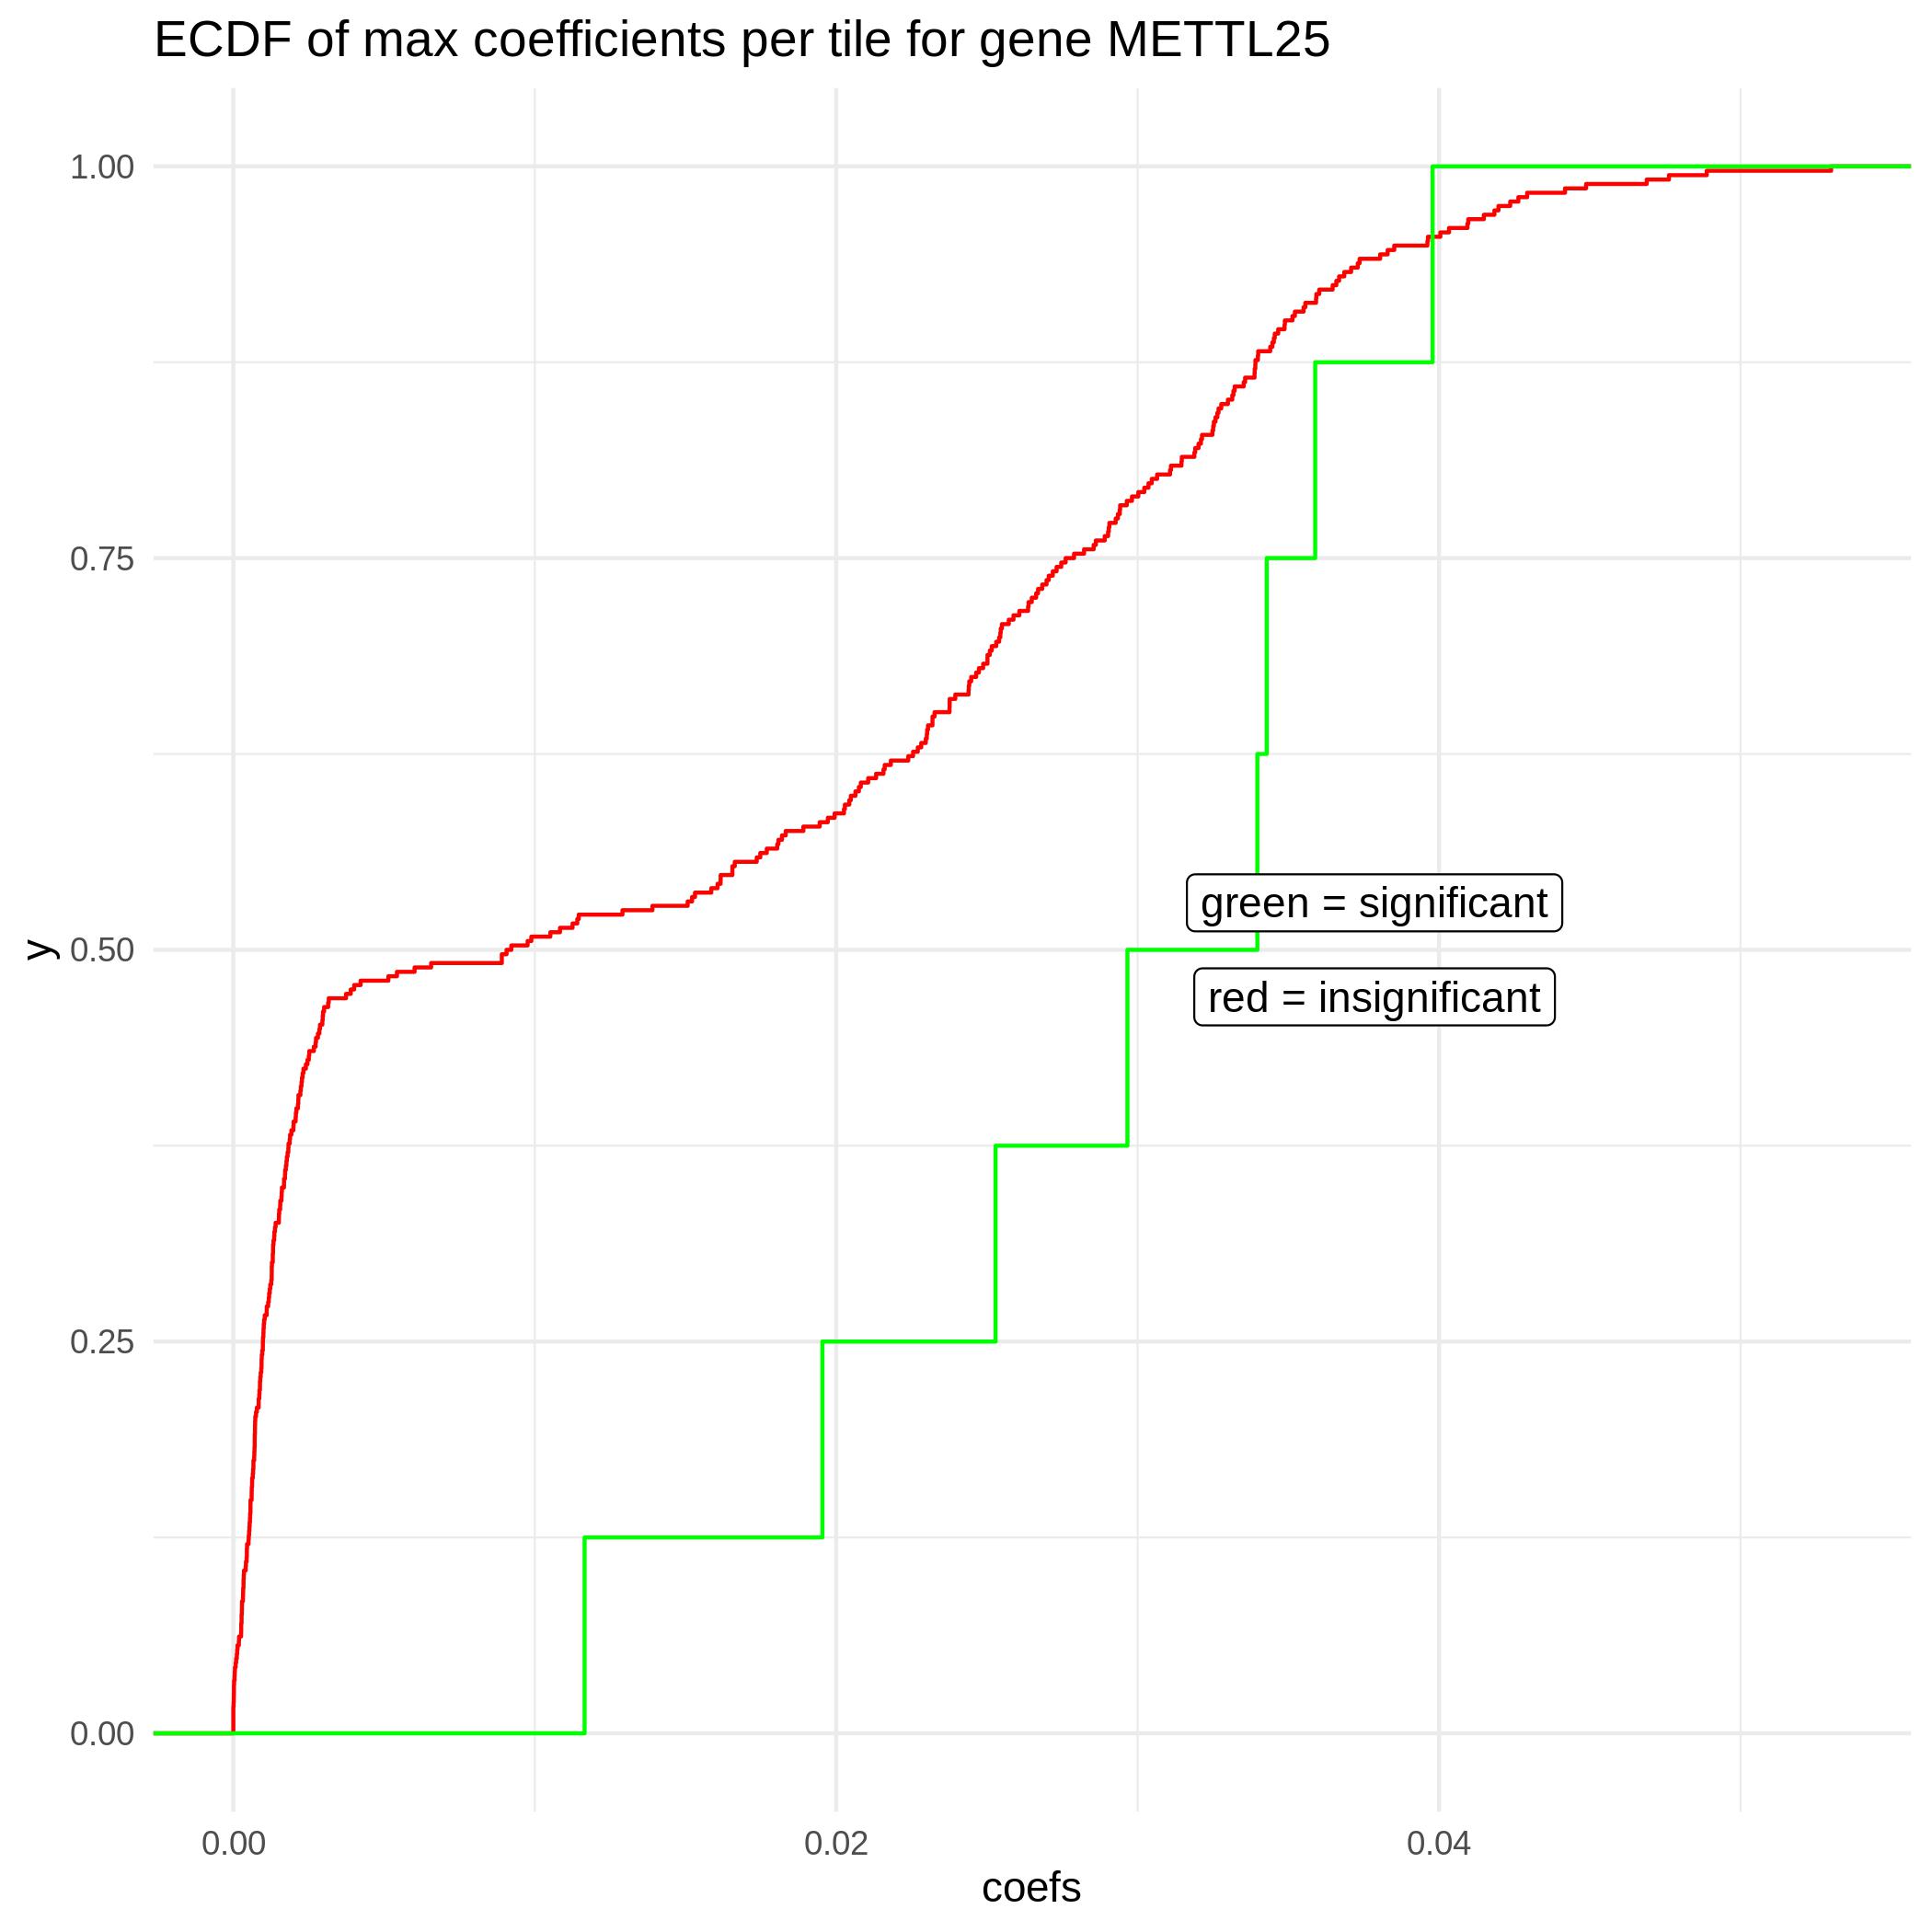 ECDF of max coefficients per tile for gene METTL25
1.00
0.75
0.50
0.25
0.00
y
green = significant
red = insignificant
0.00 0.02 0.04
coefs